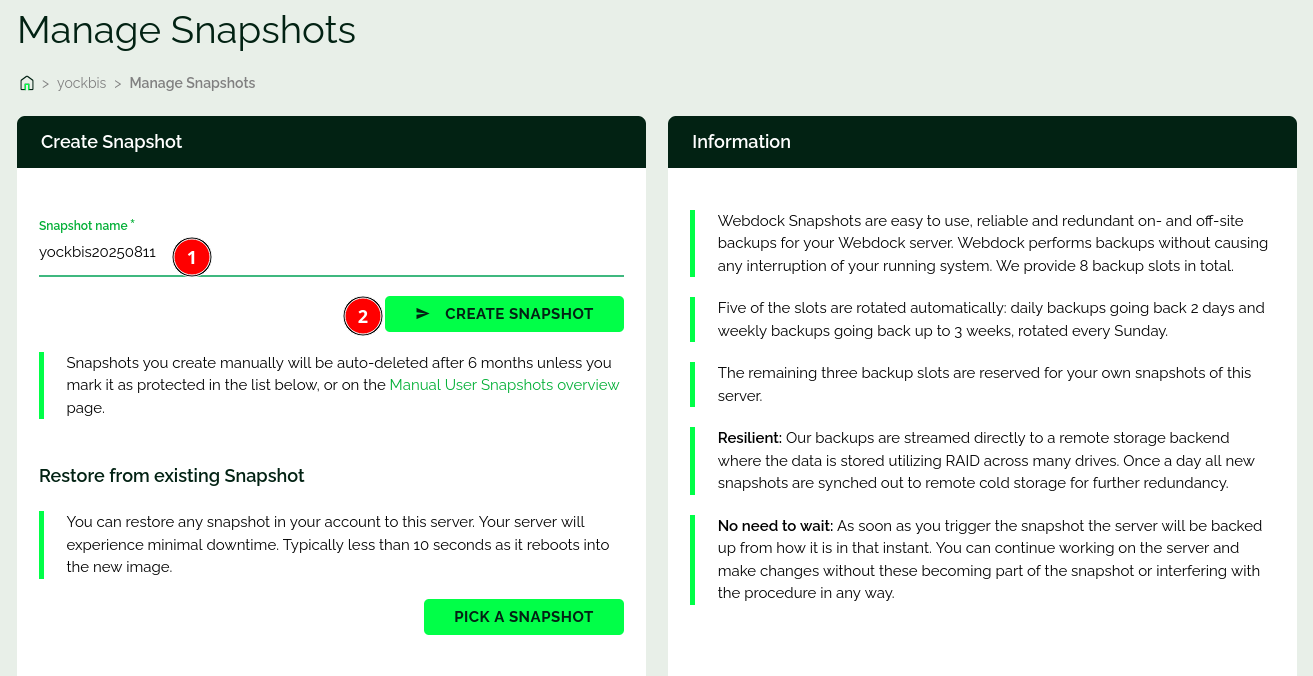 Manage Snapshots
> yockbis > Manage Snapshots
Create Snapshot
Snapshot name *
yockbis20250811
1
2
CREATE SNAPSHOT
Snapshots you create manually will be auto-deleted after 6 months unless you
mark it as protected in the list below, or on the Manual User Snapshots overview
page.
Restore from existing Snapshot
You can restore any snapshot in your account to this server. Your server will
experience minimal downtime. Typically less than 10 seconds as it reboots into
the new image.
PICK A SNAPSHOT
Information
Webdock Snapshots are easy to use, reliable and redundant on- and off-site
backups for your Webdock server. Webdock performs backups without causing
any interruption of your running system. We provide 8 backup slots in total.
Five of the slots are rotated automatically: daily backups going back 2 days and
weekly backups going back up to 3 weeks, rotated every Sunday.
The remaining three backup slots are reserved for your own snapshots of this
server.
Resilient: Our backups are streamed directly to a remote storage backend
where the data is stored utilizing RAID across many drives. Once a day all new
snapshots are synched out to remote cold storage for further redundancy.
No need to wait: As soon as you trigger the snapshot the server will be backed
up from how it is in that instant. You can continue working on the server and
make changes without these becoming part of the snapshot or interfering with
the procedure in any way.